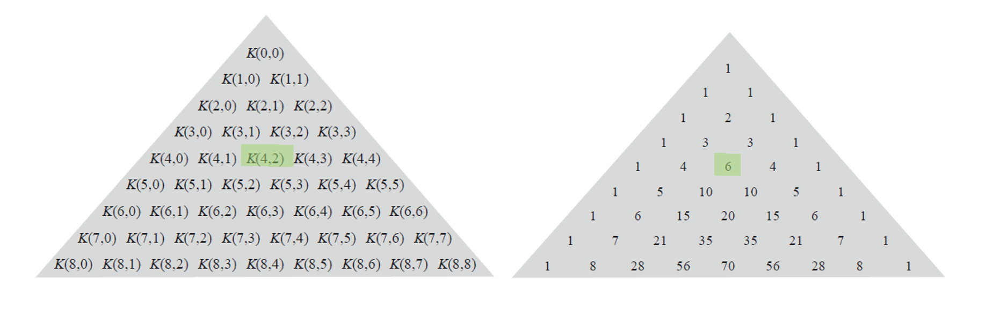 K(0,0)
K(1,0) K(1,1)
K(2,0) K(2,1) K(2,2)
K(3,0) K(3,1) K(3,2) K(3,3)
K(4,0) K(4,1) K(4,2) K(4,3) K(4,4)
K(5,0) K(5,1) K(5,2) K(5,3) K(5,4) K(5,5)
K(6,0) K(6,1) K(6,2) K(6,3) K(6,4) K(6,5) K(6,6)
K(7,0) K(7,1) K(7,2) K(7,3) K(7,4) K(7,5) K(7,6) K(7,7)
K(8,0) K(8,1) K(8,2) K(8,3) K(8,4) K(8,5) K(8,6) K(8,7) K(8,8)
1
1 1
1 2 1
1 3 3 1
1 4 6 4 1
1 5 10 10 5 1
1 6 15 20 15 6 1
1 7 21 35 35 21 7 1
1 8 28 56 70 56 28 8 1